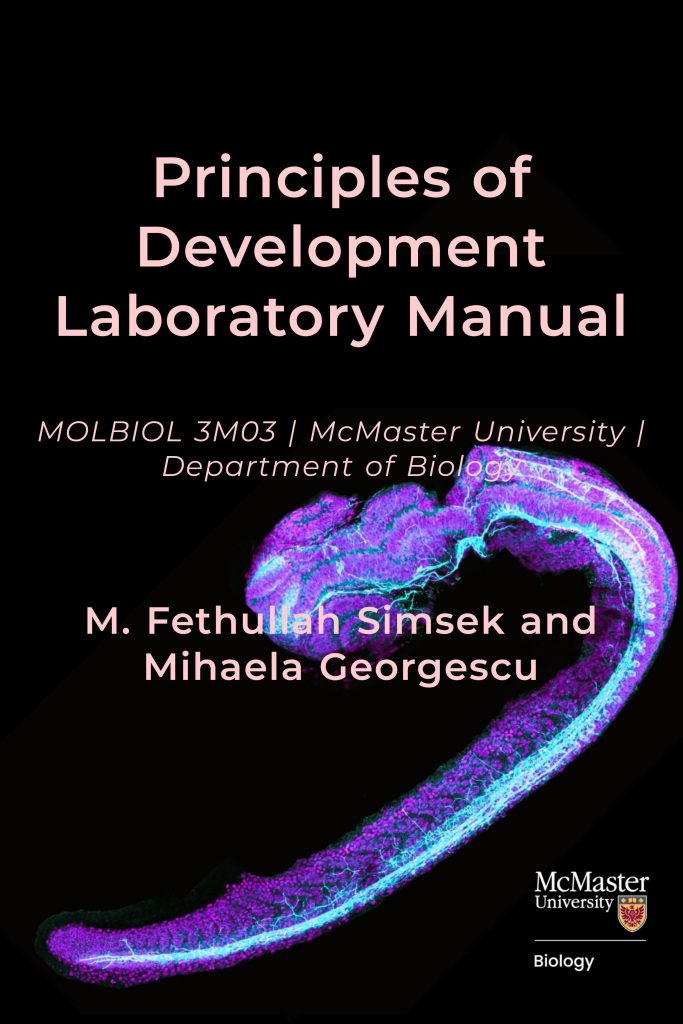 Principles of
Development
Laboratory Manual
MOLBIOL 3M03 | McMaster University |
Department of Biology
M. Fethullah Simsek and
Mihaela Georgescu
McMaster
University
Biology